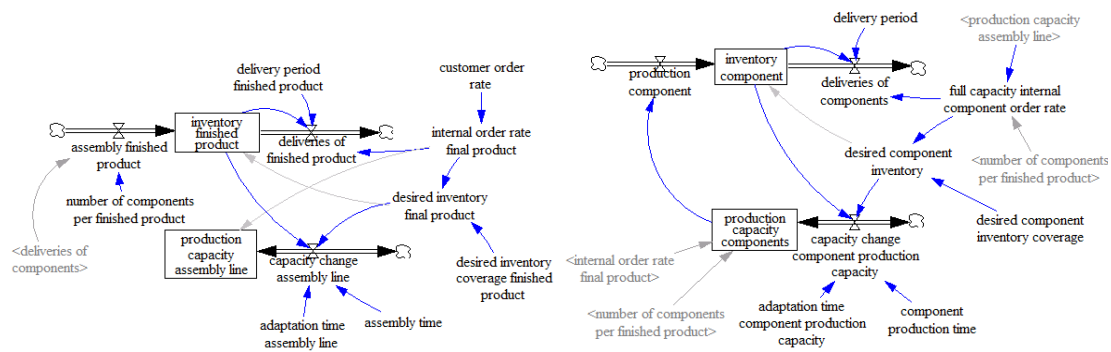 delivery period
finished product
customer order
rate
inventory
finished
product
assembly finished
product
deliveries of
finished product
internal order rate
final product
number of components
per finished product
desired inventory
final product
<deliveries of
components>
production
capacity
assembly line
capacity change
assembly line
desired inventory
coverage finished
product
adaptation time
assembly line
assembly time
delivery period
<production capacity
assembly line>
inventory
component
production
component
deliveries of
components
full capacity internal
component order rate
desired component
inventory
<number of components
per finished product>
production
capacity
components
desired component
inventory coverage
capacity change
component production
capacity
<internal order rate
final product>
<number of components
per finished product>
adaptation time
component production
capacity
component
production time